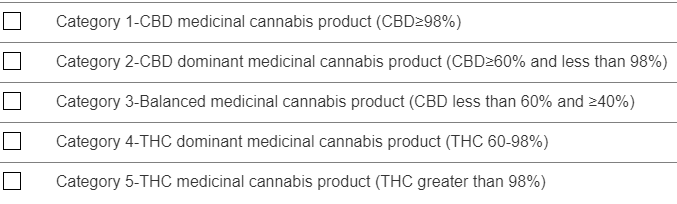 Category 1-CBD medicinal cannabis product (CBD≥98%)
Category 2-CBD dominant medicinal cannabis product (CBD≥60% and less than 98%)
Category 3-Balanced medicinal cannabis product (CBD less than 60% and ≥40%)
Category 4-THC dominant medicinal cannabis product (THC 60-98%)
Category 5-THC medicinal cannabis product (THC greater than 98%)